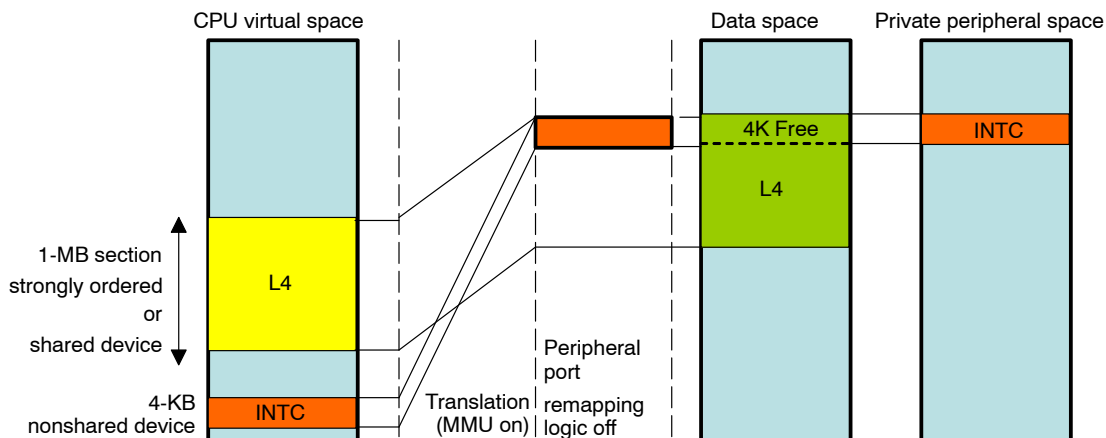 CPU virtual space
Data space
Private peripheral space
4K Free
INTC
L4
1-MB section
strongly ordered
or
shared device
L4
4-KB
nonshared device
INTC
Translation
(MMU on)
Peripheral
port
remapping
logic off